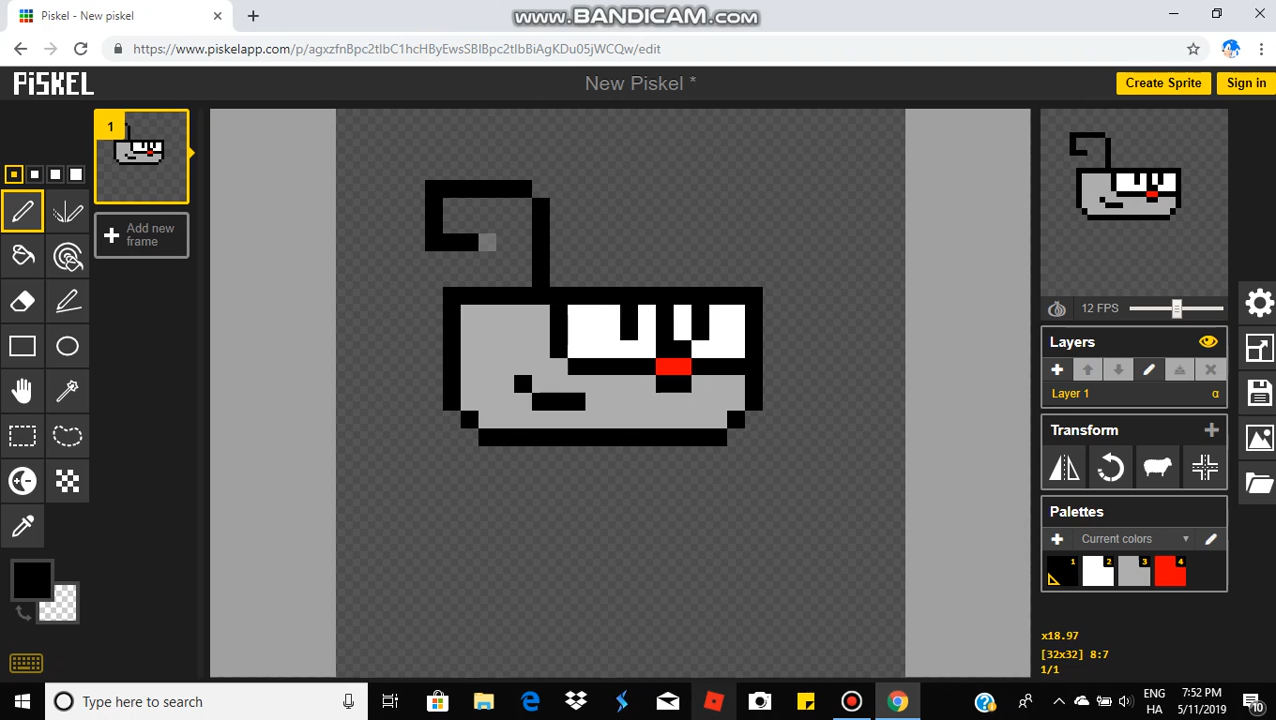 Piskel - New piskel
www.BANDICAM.com
https://www.piskelapp.com/p/agxzfnBpc2tlbC1hcHByEwsSBlBpc2tlbBiAgKDu05jWCQw/edit
PiSKEL
New Piskel *
Create Sprite
Sign in
1
Add new
frame
12 FPS
Layers
Layer 1
α
Transform
Palettes
Current colors
1
2
3
4
x18.97
[32x32] 8:7
1/1
Type here to search
ENG
HA
7:52 PM
5/11/2019
10